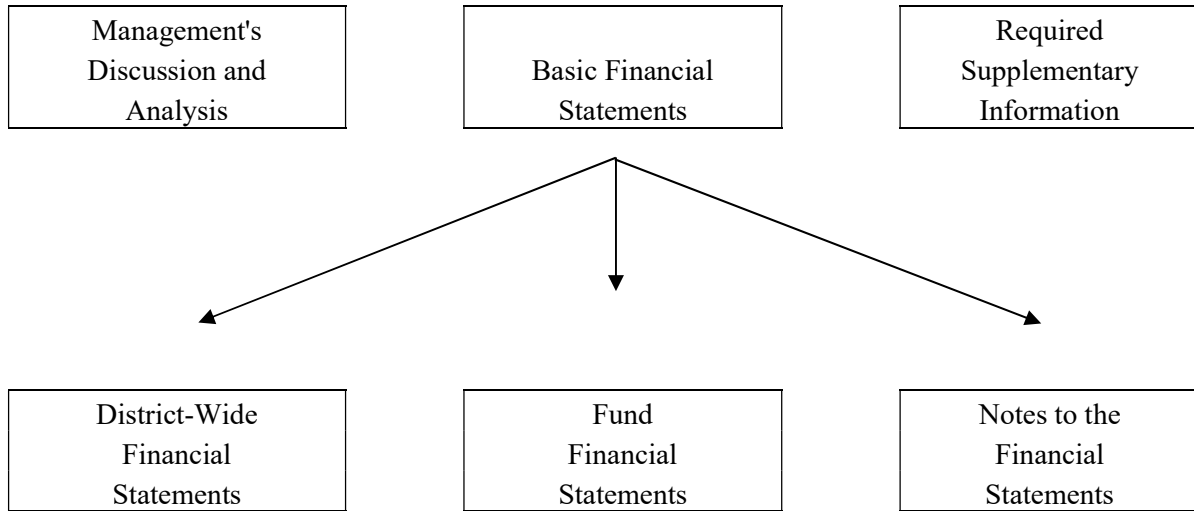 Management's
Discussion and
Analysis
Basic Financial
Statements
Required
Supplementary
Information
District-Wide
Financial
Statements
Fund
Financial
Statements
Notes to the
Financial
Statements